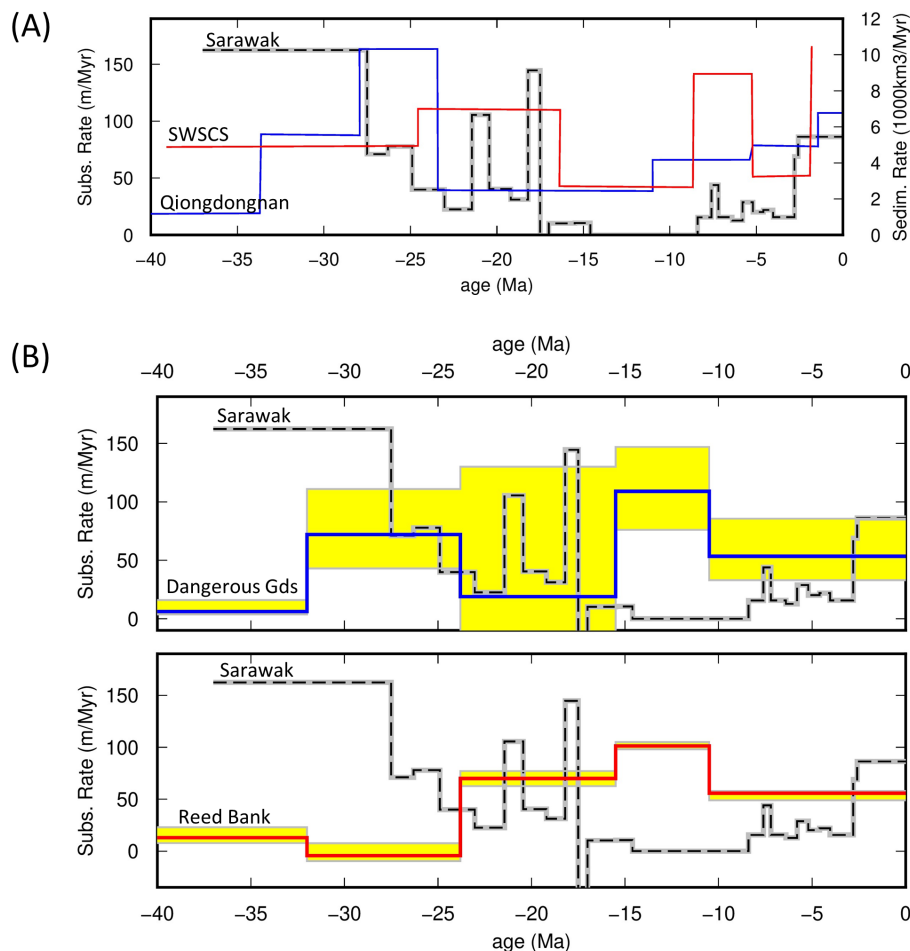 (A)
Subs. Rate (m/Myr)
150
100
50
0
Sarawak
SWSCS
Qiongdongnan
12
10
8
6
4
2
0
Sedim. Rate (1000km3/Myr)
−40 −35 −30 −25 −20 −15 −10 −5 0
age (Ma)
(B)
age (Ma)
−40 −35 −30 −25 −20 −15 −10 −5 0
Subs. Rate (m/Myr)
150
100
50
0
Sarawak
Dangerous Gds
Subs. Rate (m/Myr)
150
100
50
0
Sarawak
Reed Bank
−40 −35 −30 −25 −20 −15 −10 −5 0
age (Ma)